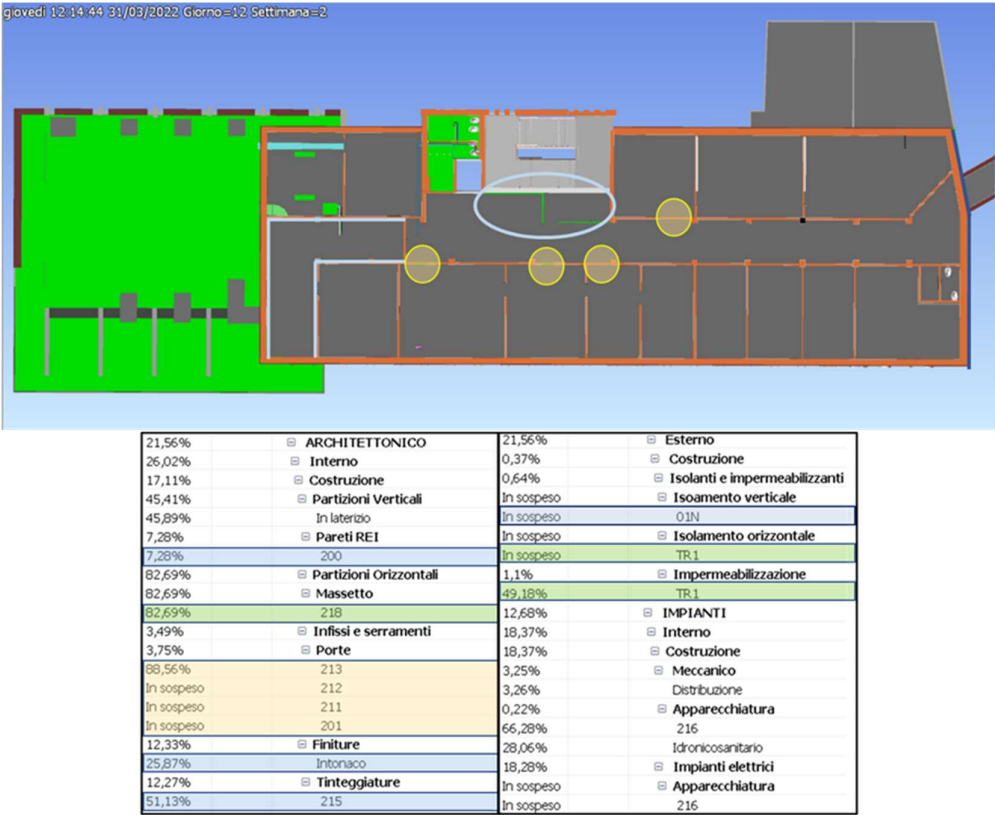 giovedì 12:14:44 31/03/2022 Giorno=12 Settimana=2
21,56% ARCHITETTONICO
26,02% Interno
17,11% Costruzione
45,41% Partizioni Verticali
45,89% In laterizio
7,28% Pareti REI
7,28% 200
82,69% Partizioni Orizzontali
82,69% Massetto
82,69% 218
3,49% Infissi e serramenti
3,75% Porte
88,56% 213
In sospeso 212
In sospeso 211
In sospeso 201
12,33% Finiture
25,87% Intonaco
12,27% Tinteggiature
51,13% 215
21,56% Esterno
0,37% Costruzione
0,64% Isolanti e impermeabilizzanti
In sospeso Isoamento verticale
In sospeso 01N
In sospeso Isolamento orizzontale
In sospeso TR1
1,1% Impermeabilizzazione
49,18% TR1
12,68% IMPIANTI
18,37% Interno
18,37% Costruzione
3,25% Meccanico
3,26% Distribuzione
0,22% Apparecchiatura
66,28% 216
28,06% Idronicosanitario
18,28% Impianti elettrici
In sospeso Apparecchiatura
In sospeso 216